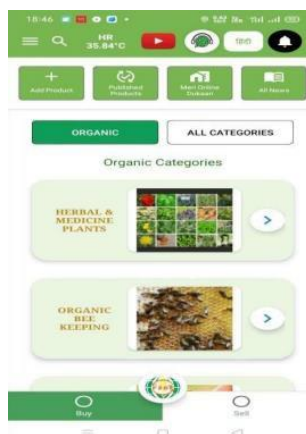 18:46
HR
35.84°C
हिंदी
Add Product
Published Products
Meri Online Dukaan
All News
ORGANIC
ALL CATEGORIES
Organic Categories
HERBAL &
MEDICINE
PLANTS
ORGANIC
BEE
KEEPING
Buy
Sell